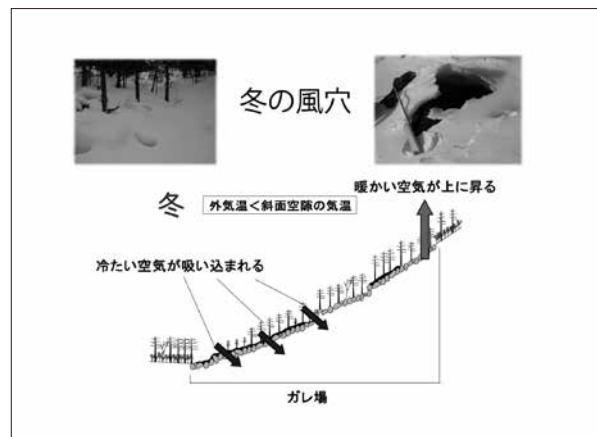 冬の風穴
暖かい空気が上に昇る
冬
外気温<斜面空隙の気温
冷たい空気が吸い込まれる
ガレ場